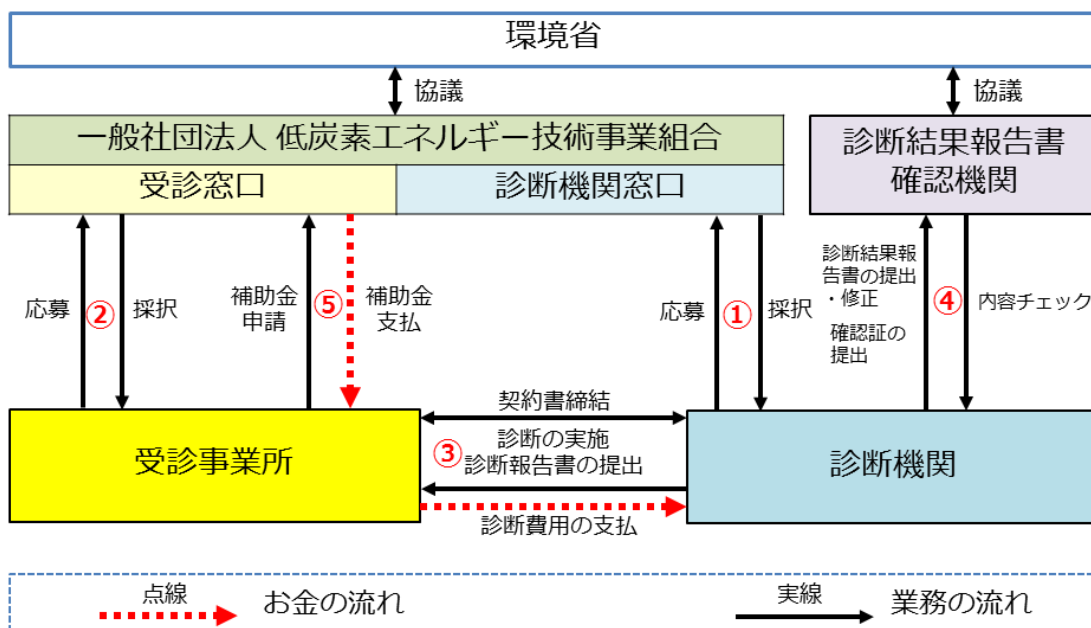 環境省
協議
協議
一般社団法人 低炭素エネルギー技術事業組合
受診窓口
診断機関窓口
診断結果報告書
確認機関
応募
②
採択
補助金
申請
⑤
補助金
支払
応募
①
採択
診断結果報
告書の提出
・修正
確認証の
提出
④
内容チェック
受診事業所
契約書締結
③
診断の実施
診断報告書の提出
診断費用の支払
診断機関
点線
お金の流れ
実線
業務の流れ